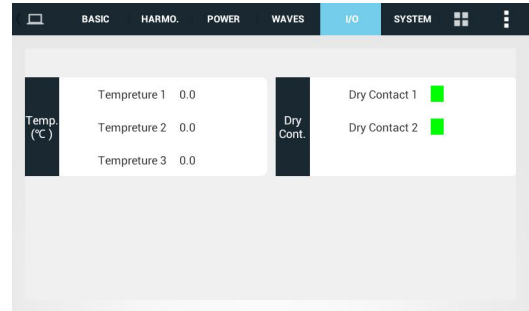 BASIC HARMO. POWER WAVES I/O SYSTEM
Temp.
(℃)
Tempreture 1 0.0
Tempreture 2 0.0
Tempreture 3 0.0
Dry
Cont.
Dry Contact 1
Dry Contact 2